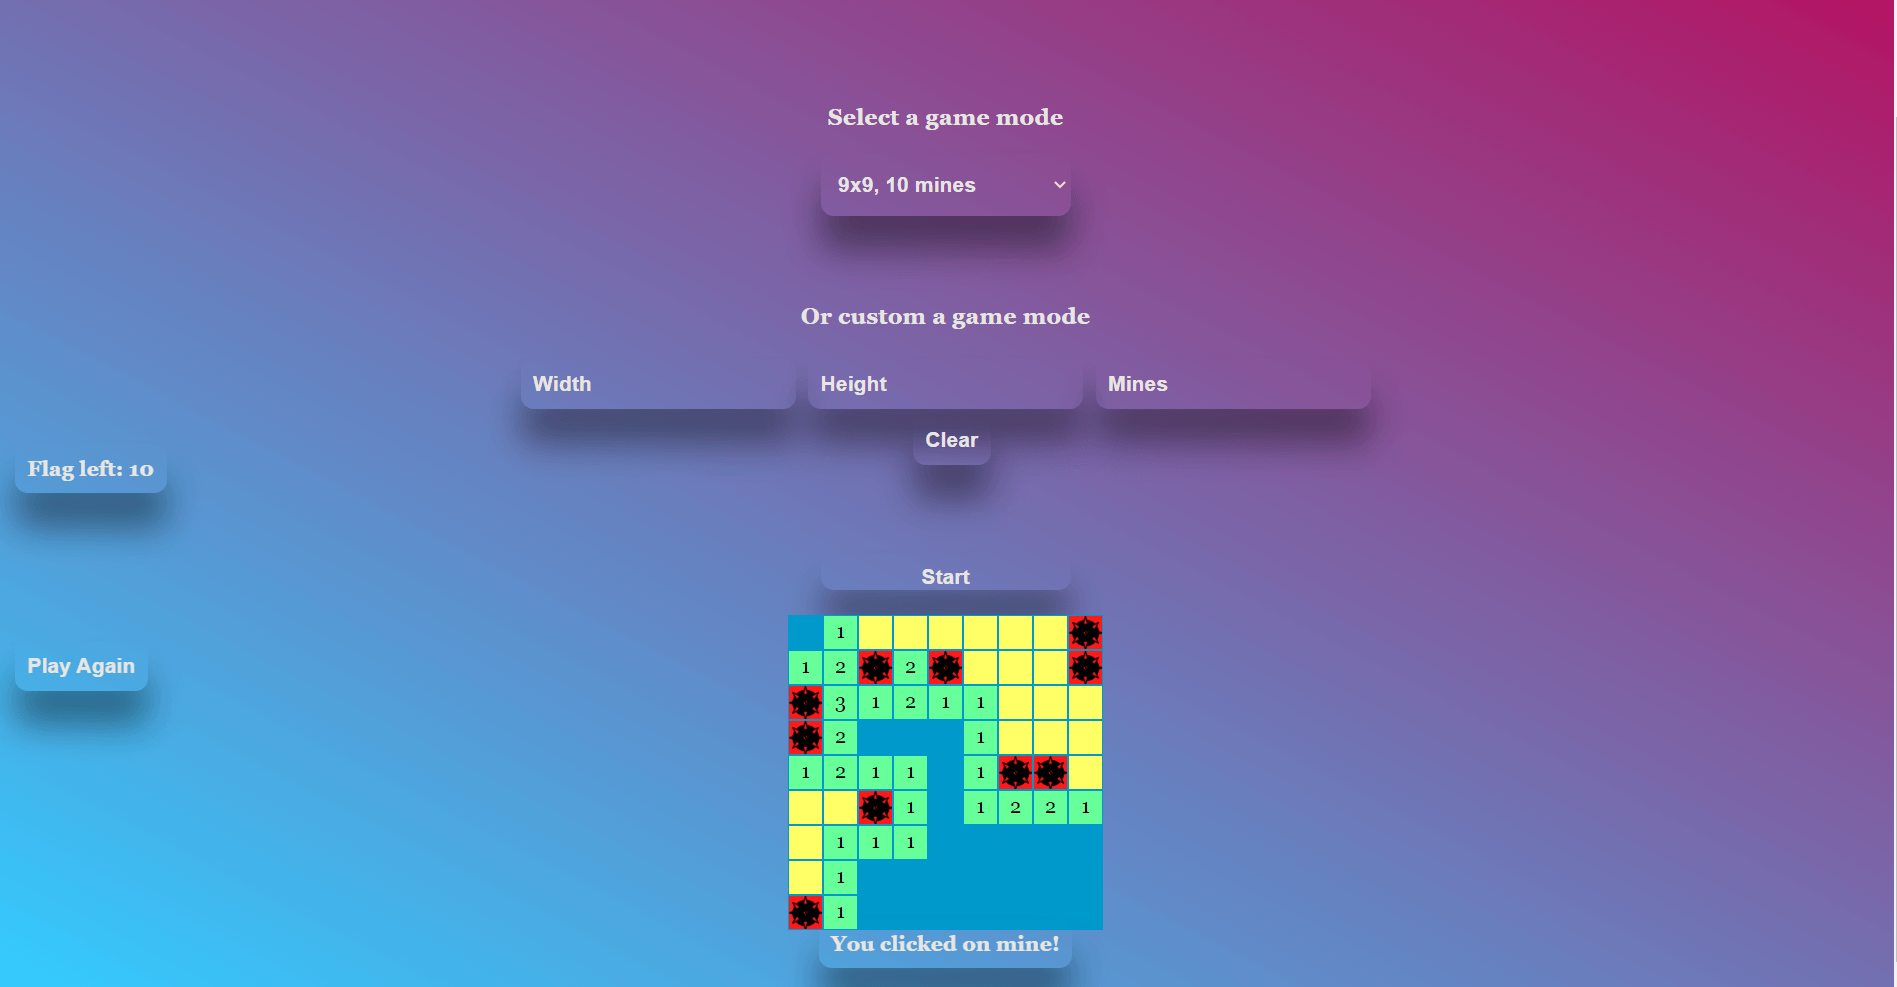 Select a game mode
9x9, 10 mines
Or custom a game mode
Width Height Mines
Clear
Flag left: 10
Start
Play Again
1
1 2 2
3 1 2 1 1
2 1
1 2 1 1 1
1 1 2 2 1
1 1 1
1
1
You clicked on mine!